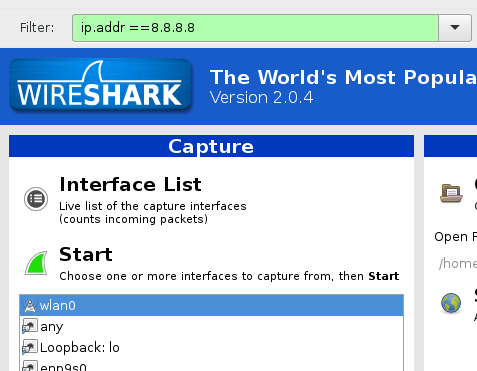 Filter: ip.addr ==8.8.8.8
WIRESHARK
The World's Most Popula
Version 2.0.4
Capture
Interface List
Live list of the capture interfaces
(counts incoming packets)
Start
Choose one or more interfaces to capture from, then Start
wlan0
any
Loopback: lo
enp9s0
Open
/home